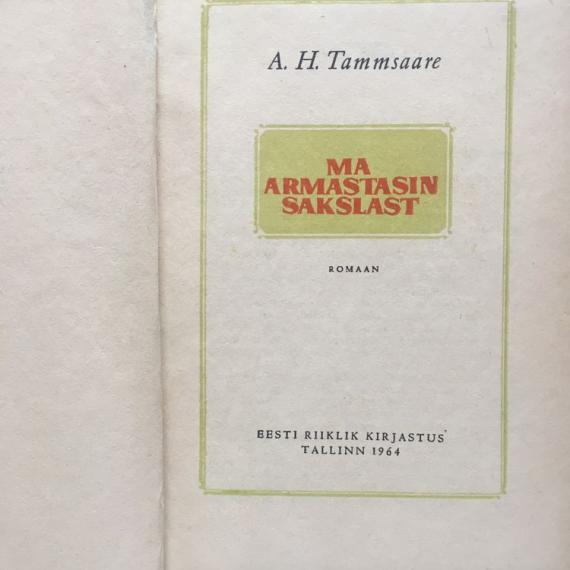 A. H. Tammsaare
MA
ARMASTASIN
SAKSLAST
ROMAAN
EESTI RIIKLIK KIRJASTUS
TALLINN 1964